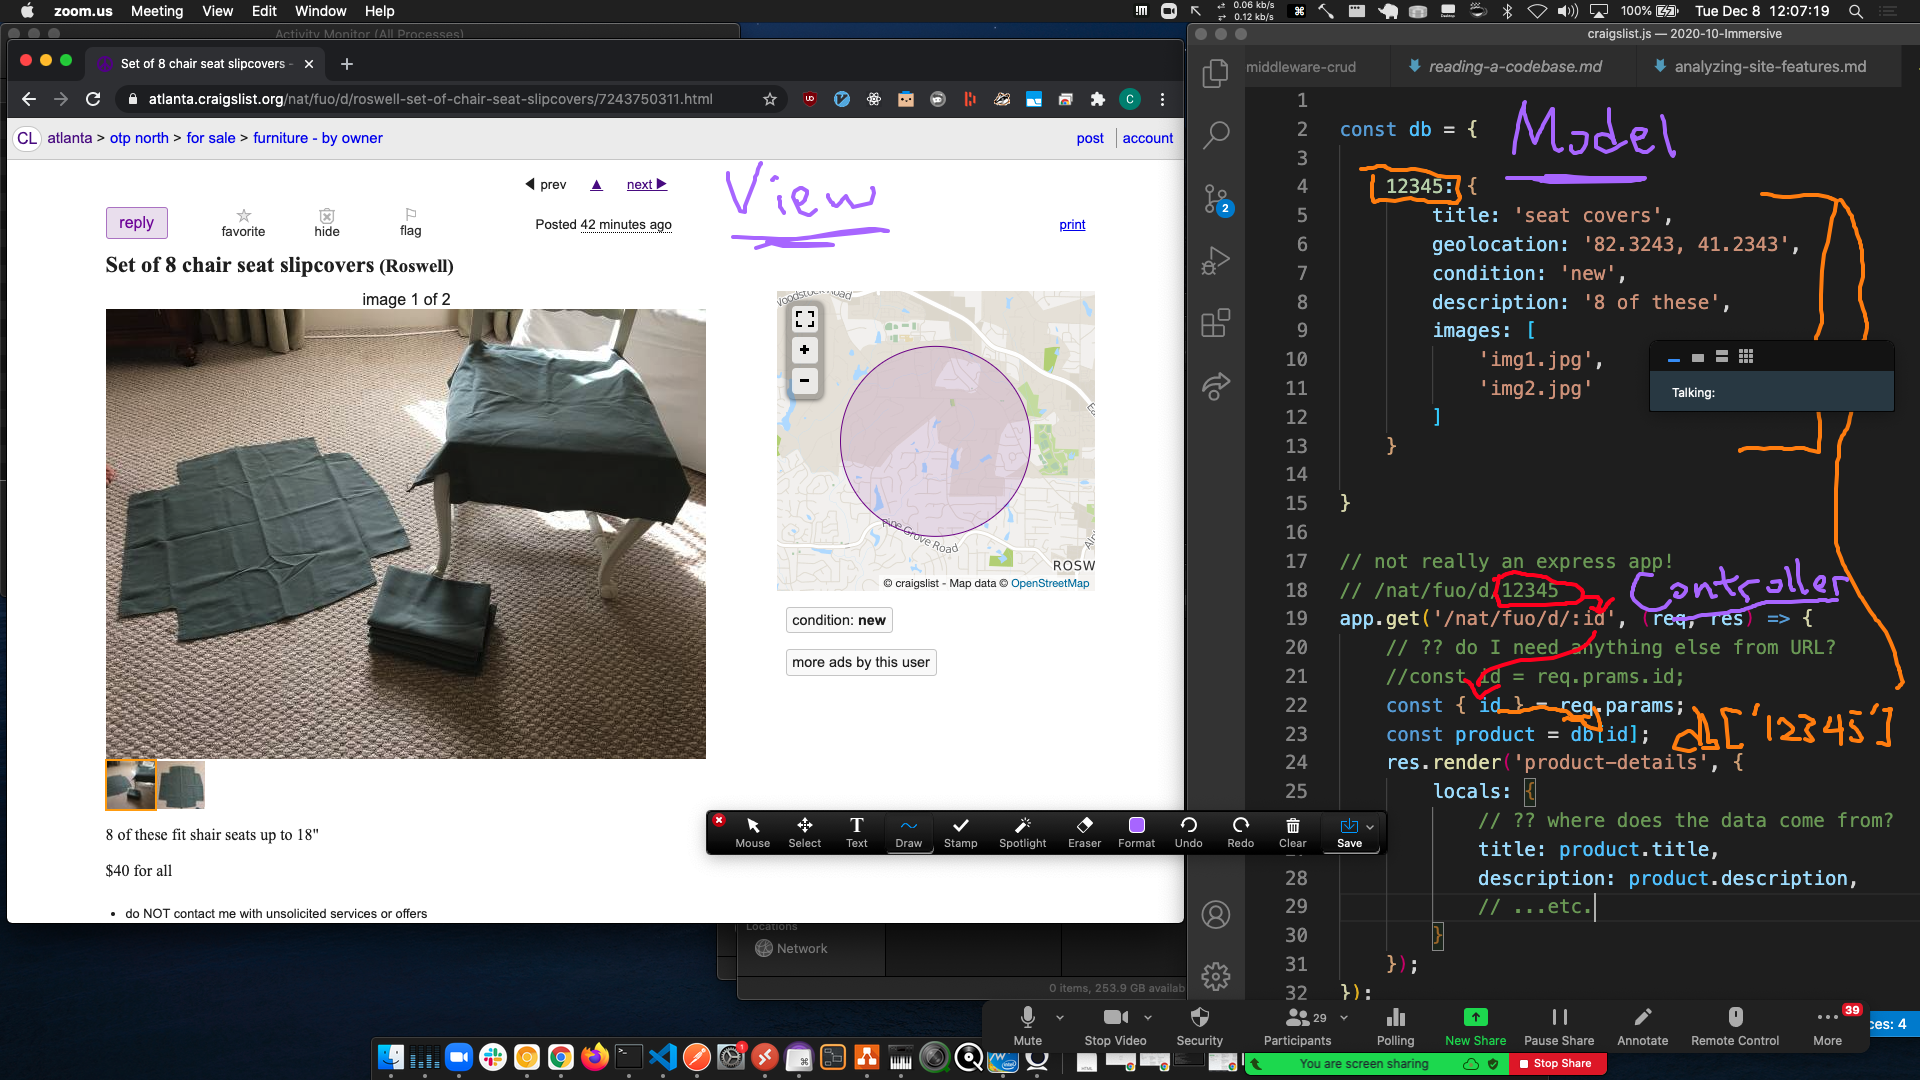 zoom.us Meeting View Edit Window Help
0.06 kb/s
0.12 kb/s
100% Tue Dec 8 12:07:19
Activity Monitor (All Processes)
craigslist.js — 2020-10-Immersive
Set of 8 chair seat slipcovers -
atlanta.craigslist.org/nat/fuo/d/roswell-set-of-chair-seat-slipcovers/7243750311.html
C
CL atlanta > otp north > for sale > furniture - by owner
post account
◀ prev ▲ next ▶
View
reply
favorite
hide
flag
Posted 42 minutes ago
print
Set of 8 chair seat slipcovers (Roswell)
image 1 of 2
+
−
Pine Grove Road
ROSW
© craigslist - Map data © OpenStreetMap
condition: new
more ads by this user
8 of these fit shair seats up to 18"
$40 for all
• do NOT contact me with unsolicited services or offers
middleware-crud reading-a-codebase.md analyzing-site-features.md
2
Model
1
2 const db = {
3
4 12345: {
5 title: 'seat covers',
6 geolocation: '82.3243, 41.2343',
7 condition: 'new',
8 description: '8 of these',
9 images: [
10 'img1.jpg',
11 'img2.jpg'
12 ]
13 }
14
15 }
16
17 // not really an express app!
18 // /nat/fuo/d/12345
Controller
19 app.get('/nat/fuo/d/:id', (req, res) => {
20 // ?? do I need anything else from URL?
21 //const id = req.prams.id;
22 const { id } = req.params;
23 const product = db[id];
db['12345']
24 res.render('product-details', {
25 locals: {
// ?? where does the data come from?
title: product.title,
28 description: product.description,
29 // ...etc.
30 }
31 });
32 });
Talking:
Mouse Select Text Draw Stamp Spotlight Eraser Format Undo Redo Clear Save
Locations
Network
0 items, 253.9 GB availab
Mute Stop Video Security Participants 29 Polling New Share Pause Share Annotate Remote Control More 39
ces: 4
You are screen sharing Stop Share